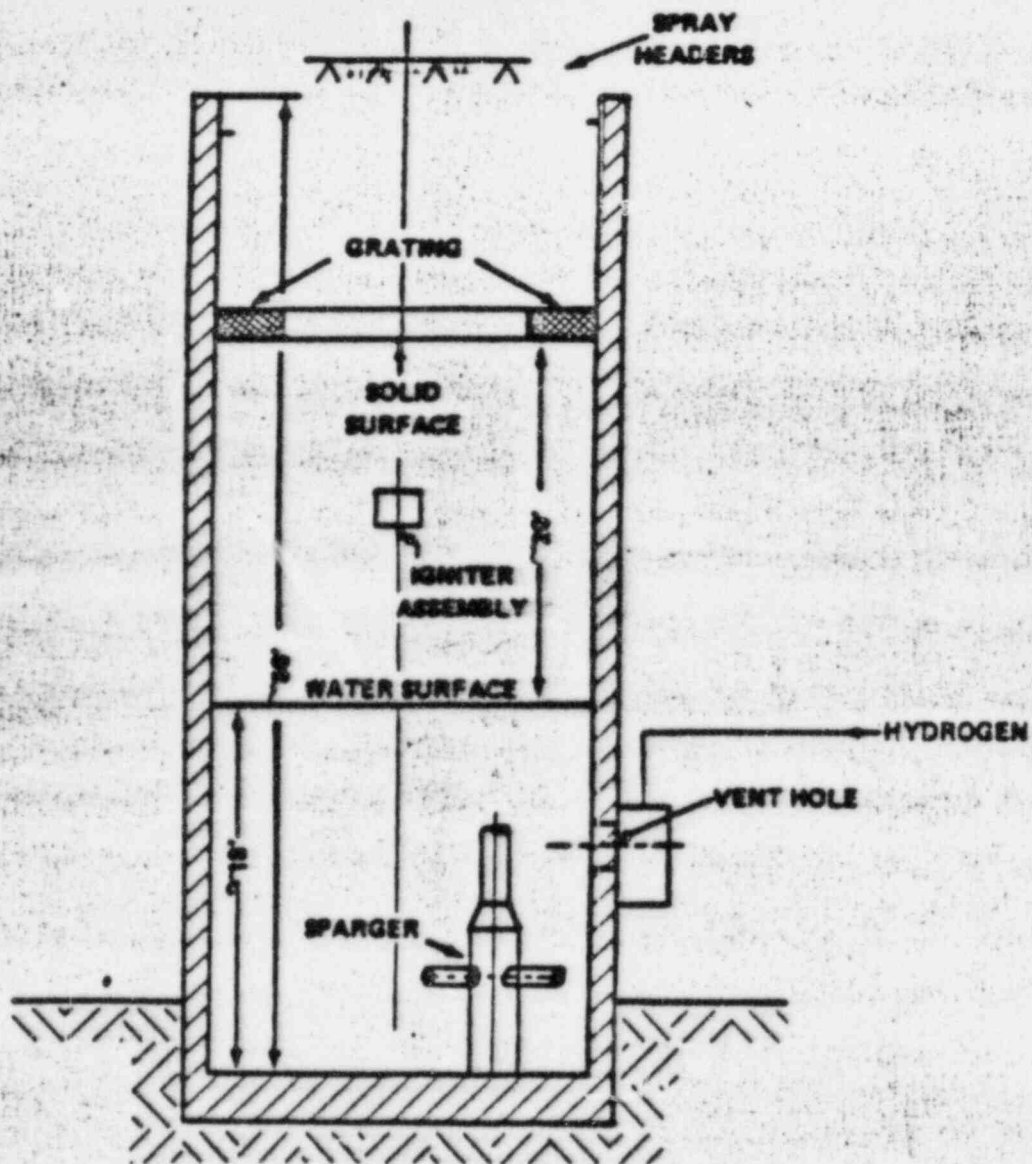 SPRAY
HEADERS
GRATING
SOLID
SURFACE
IGNITER
ASSEMBLY
WATER SURFACE
HYDROGEN
VENT HOLE
SPARGER